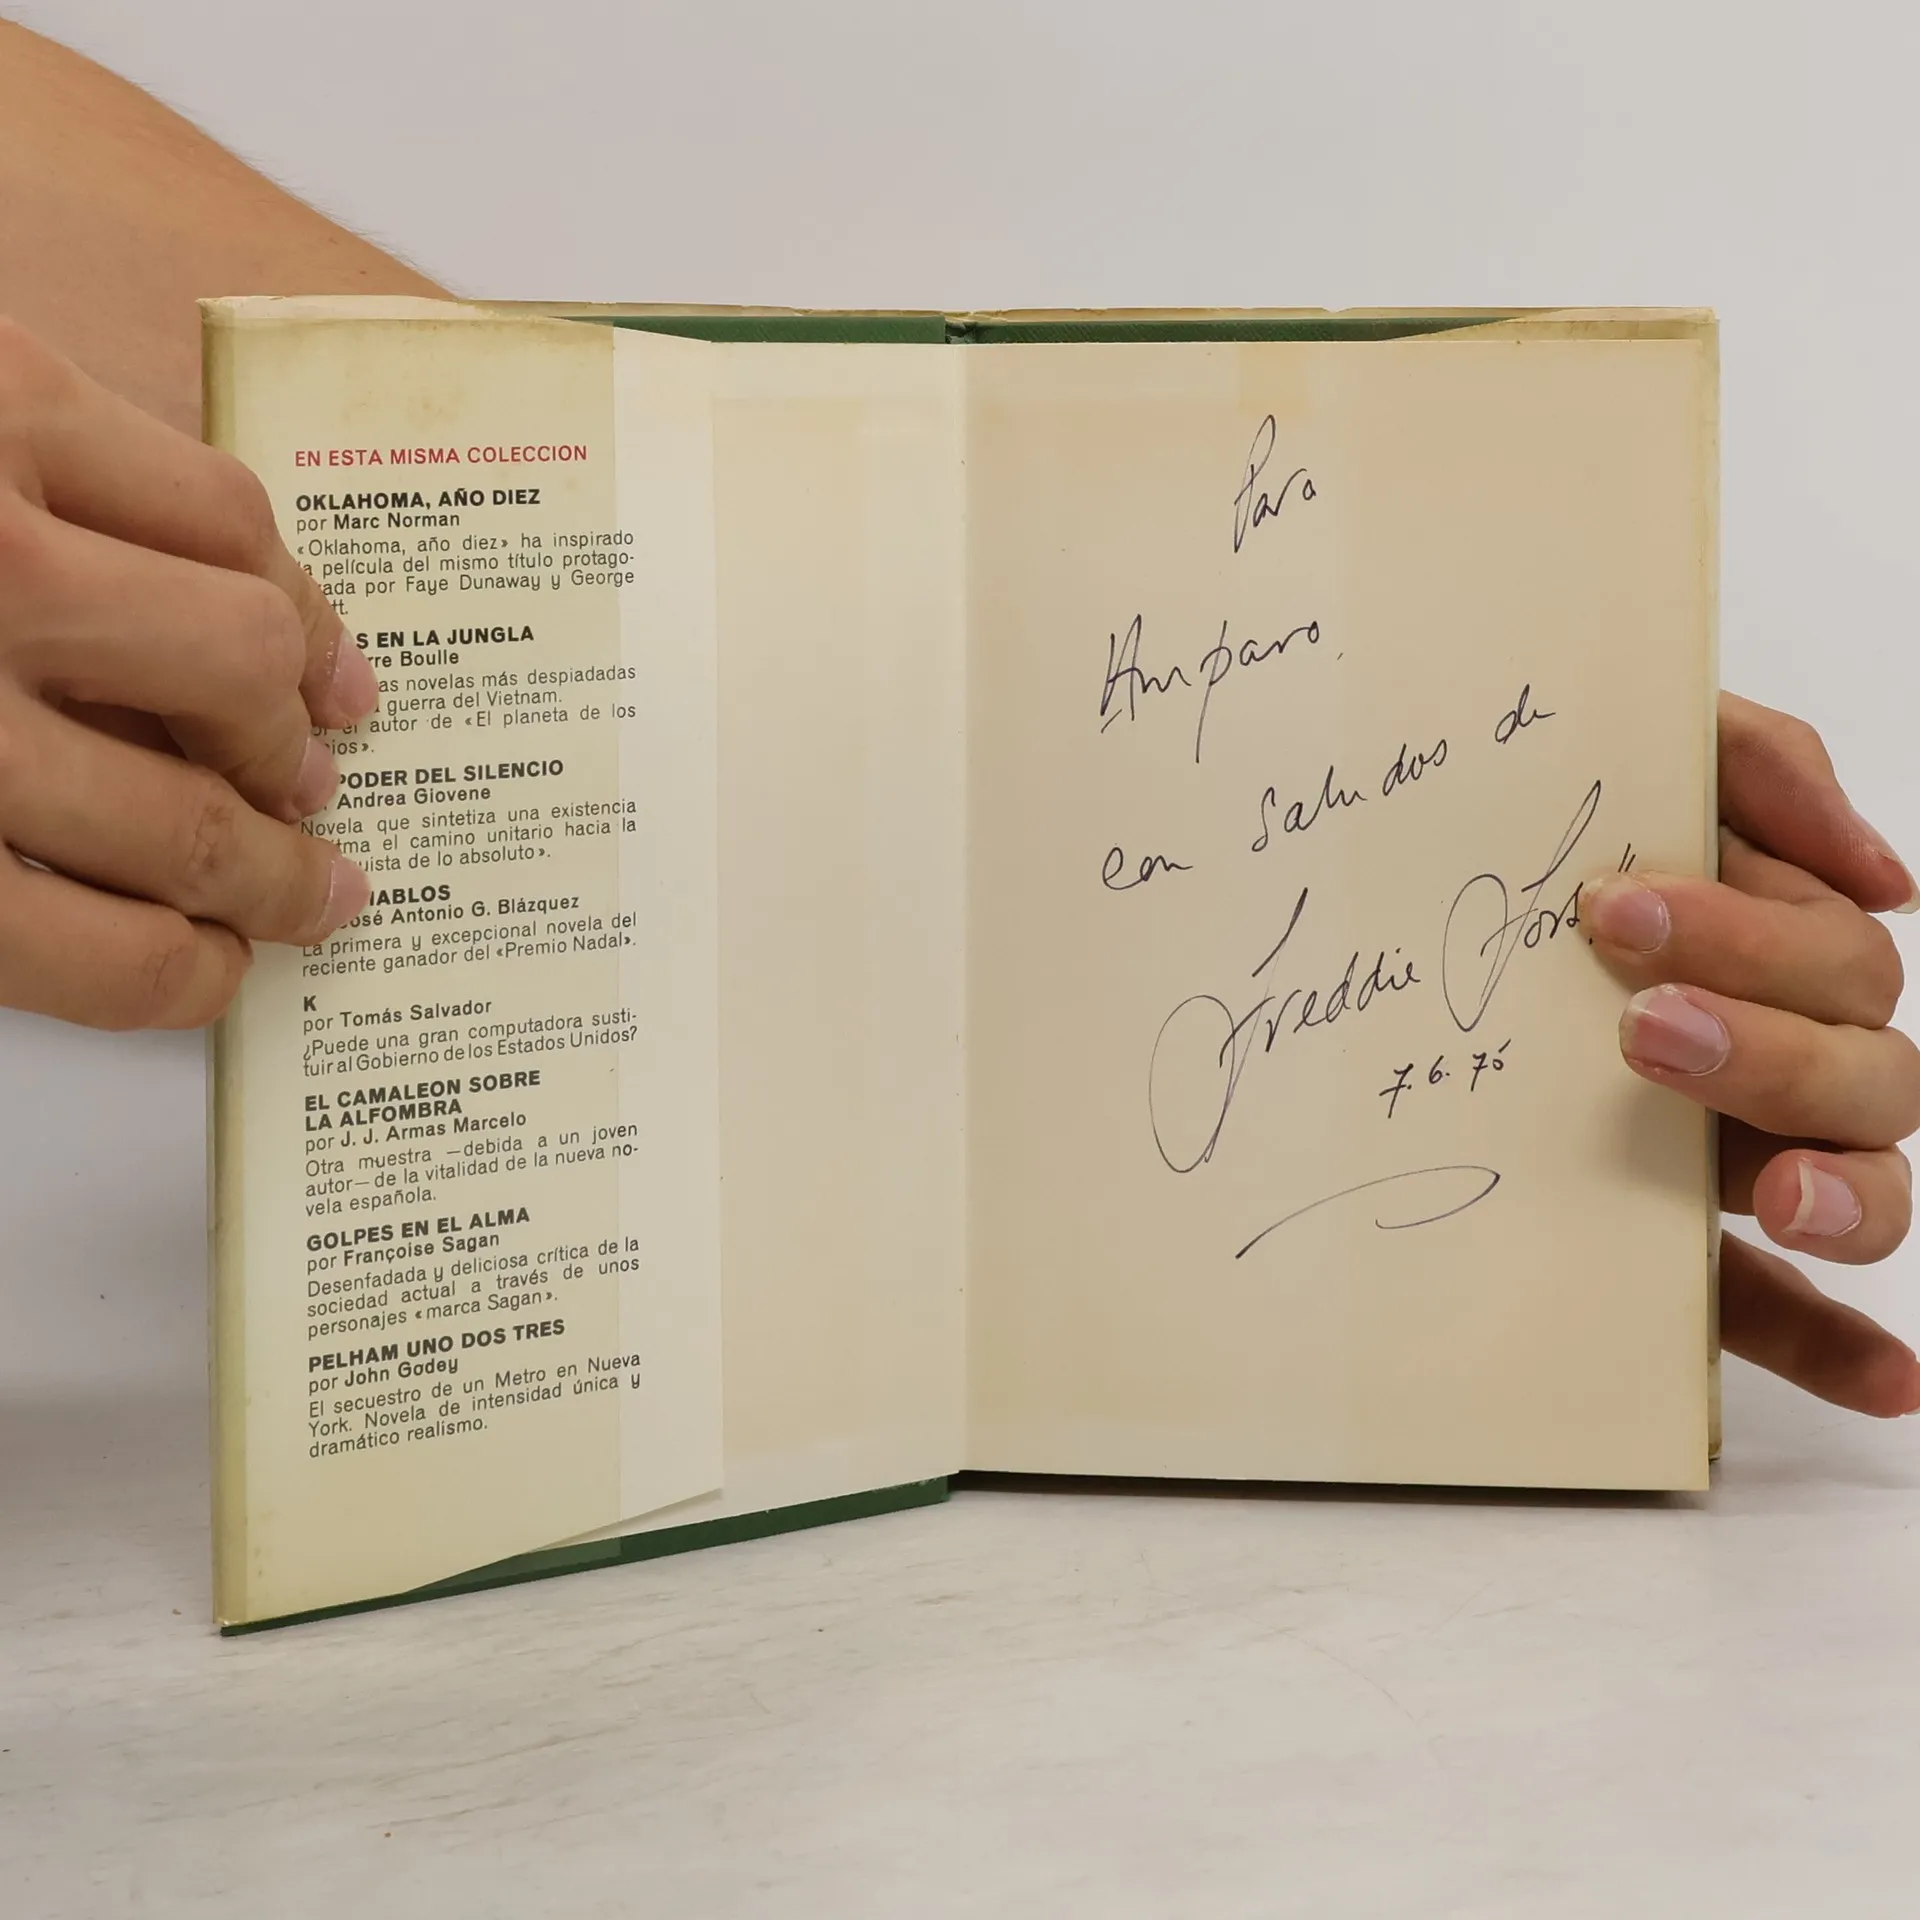 EN ESTA MISMA COLECCION
OKLAHOMA, AÑO DIEZ
por Marc Norman
«Oklahoma, año diez» ha inspirado
la película del mismo título protago-
por Faye Dunaway y George
EN LA JUNGLA
Boulle
novelas más despiadadas
guerra del Vietnam.
autor de «El planeta de los
PODER DEL SILENCIO
Andrea Giovene
Novela que sintetiza una existencia
el camino unitario hacia la
de lo absoluto».
José Antonio G. Blázquez
La primera y excepcional novela del
reciente ganador del «Premio Nadal».
K
por Tomás Salvador
¿Puede una gran computadora susti-
tuir al Gobierno de los Estados Unidos?
EL CAMALEON SOBRE
LA ALFOMBRA
por J. J. Armas Marcelo
Otra muestra —debida a un joven
autor— de la vitalidad de la nueva no-
vela española.
GOLPES EN EL ALMA
por Françoise Sagan
Desenfadada y deliciosa crítica de la
sociedad actual a través de unos
personajes «marca Sagan».
PELHAM UNO DOS TRES
por John Godey
El secuestro de un Metro en Nueva
York. Novela de intensidad única y
dramático realismo.
Para
Amparo,
con Saludos de
Freddie
7.6.75